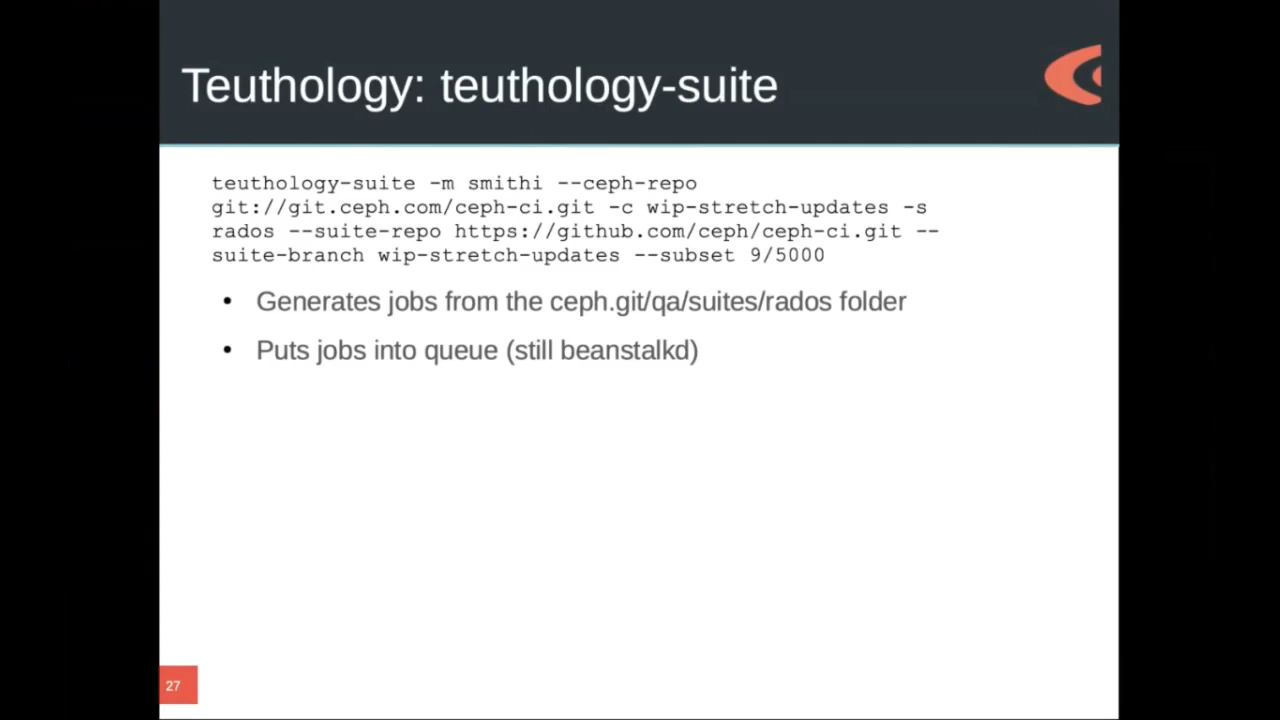 Teuthology: teuthology-suite
teuthology-suite -m smithi --ceph-repo
git://git.ceph.com/ceph-ci.git -c wip-stretch-updates -s
rados --suite-repo https://github.com/ceph/ceph-ci.git --
suite-branch wip-stretch-updates --subset 9/5000
• Generates jobs from the ceph.git/qa/suites/rados folder
• Puts jobs into queue (still beanstalkd)
27